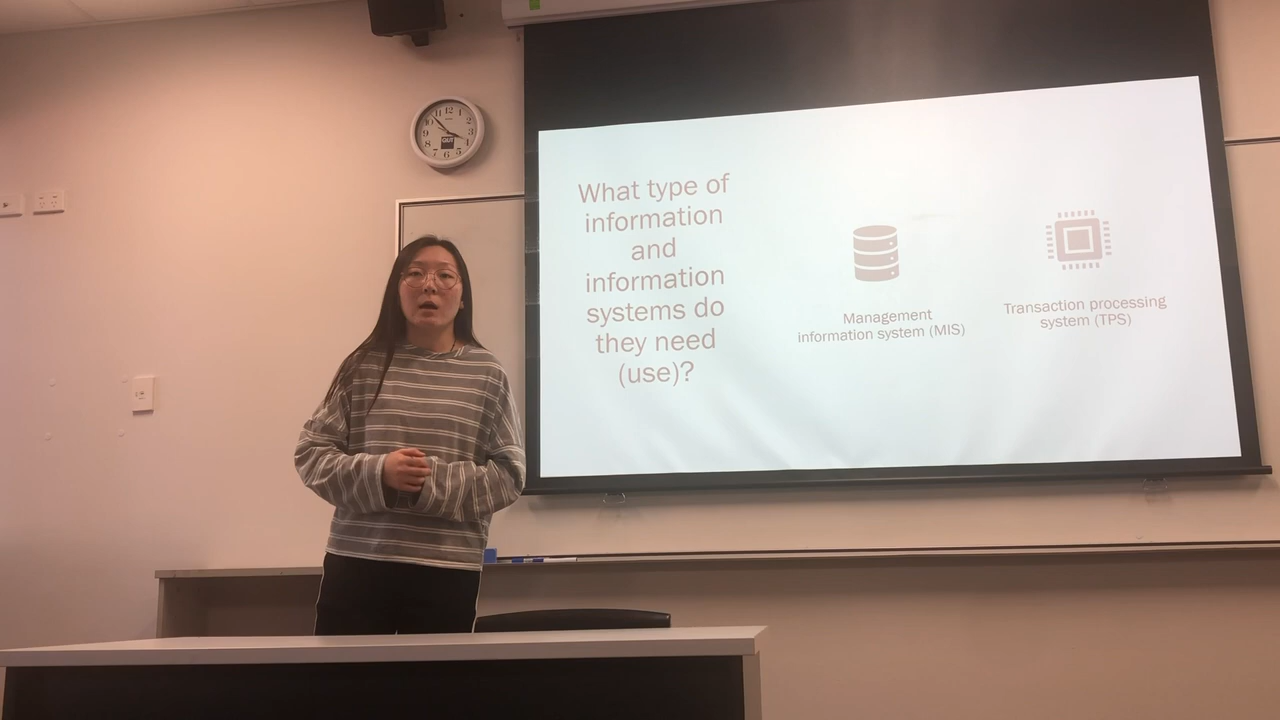 What type of
information
and
information
systems do
they need
(use)?
Management
information system (MIS)
Transaction processing
system (TPS)